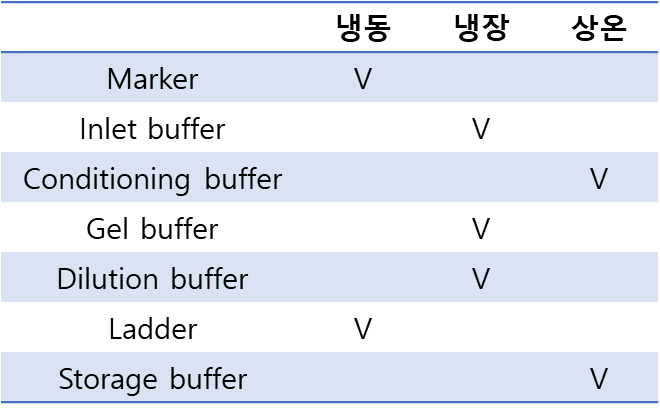 냉동 냉장 상온
Marker V
Inlet buffer V
Conditioning buffer V
Gel buffer V
Dilution buffer V
Ladder V
Storage buffer V